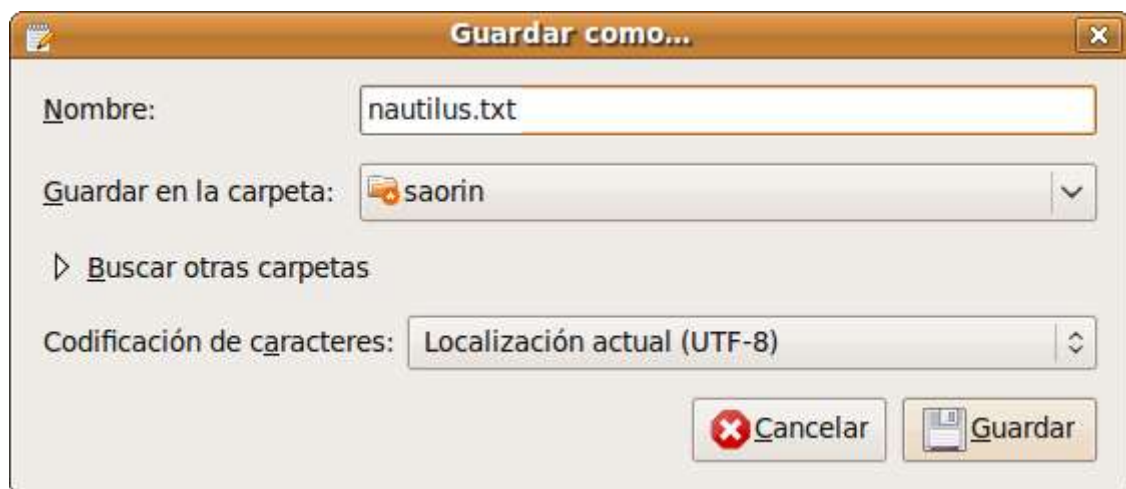 Guardar como...
Nombre: nautilus.txt
Guardar en la carpeta: saorin
Buscar otras carpetas
Codificación de caracteres: Localización actual (UTF-8)
Cancelar Guardar